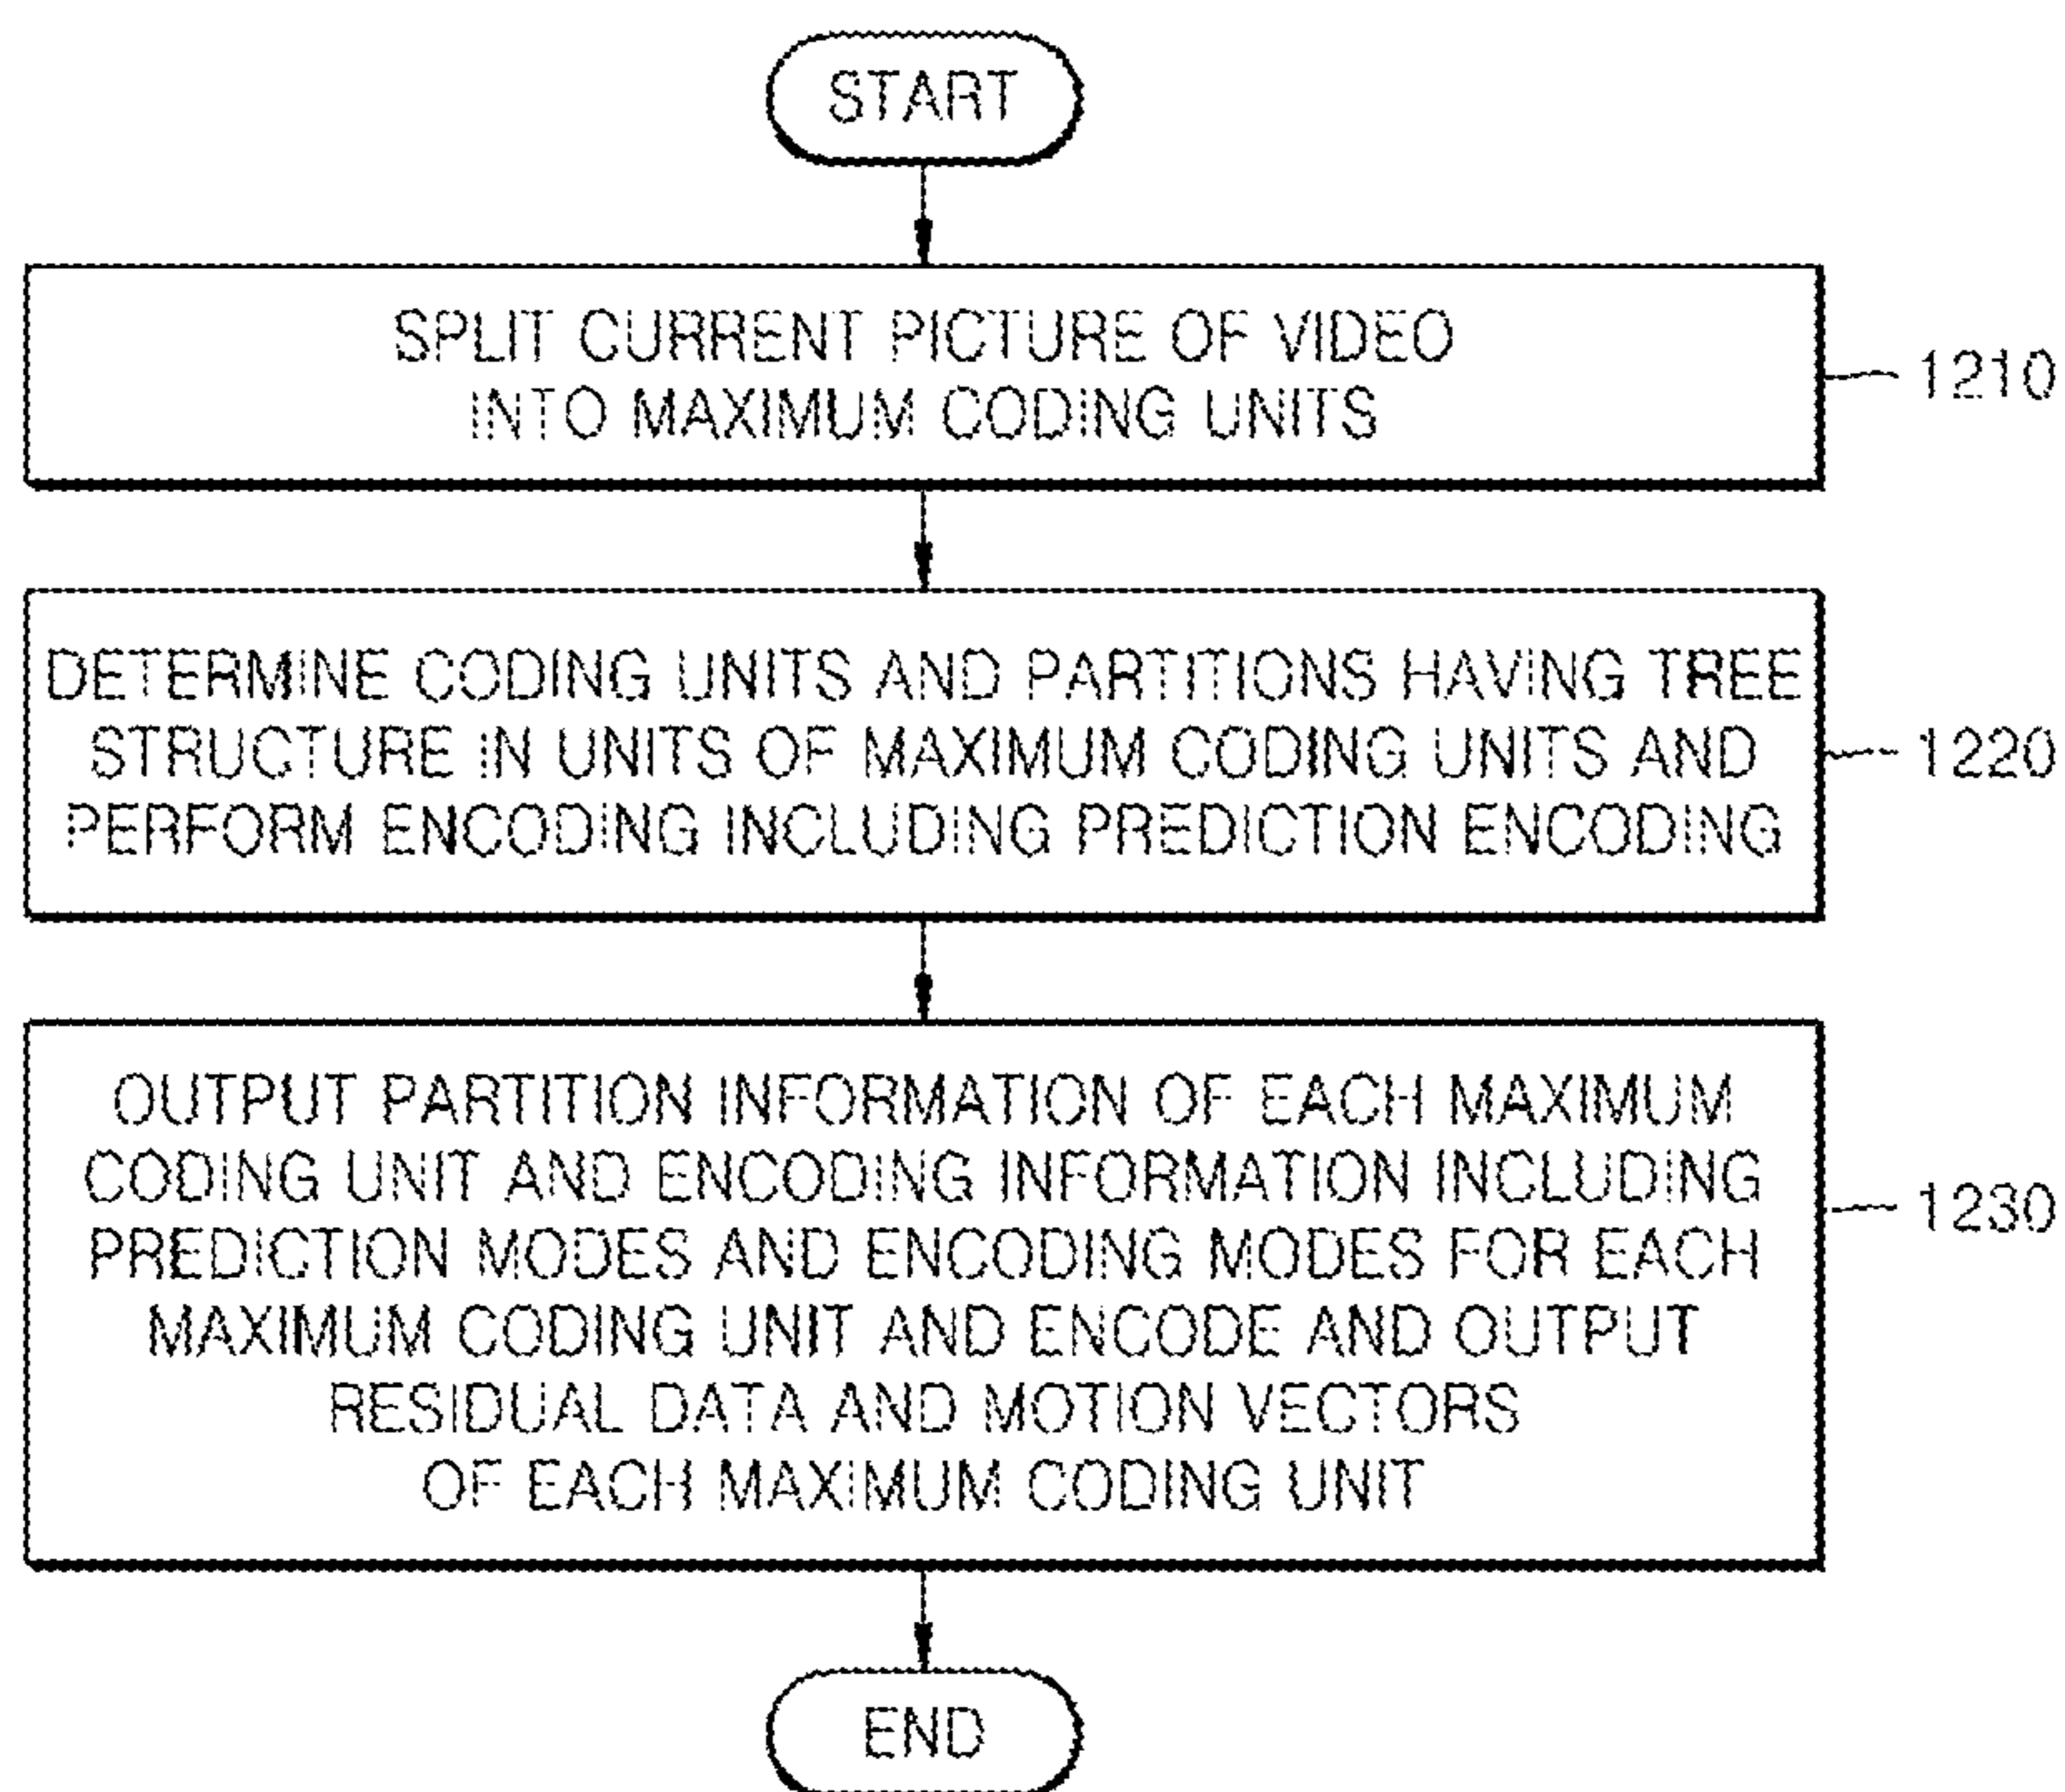 START
SPLIT CURRENT PICTURE OF VIDEO
INTO MAXIMUM CODING UNITS
1210
DETERMINE CODING UNITS AND PARTITIONS HAVING TREE
STRUCTURE IN UNITS OF MAXIMUM CODING UNITS AND
PERFORM ENCODING INCLUDING PREDICTION ENCODING
1220
OUTPUT PARTITION INFORMATION OF EACH MAXIMUM
CODING UNIT AND ENCODING INFORMATION INCLUDING
PREDICTION MODES AND ENCODING MODES FOR EACH
MAXIMUM CODING UNIT AND ENCODE AND OUTPUT
RESIDUAL DATA AND MOTION VECTORS
OF EACH MAXIMUM CODING UNIT
1230
END